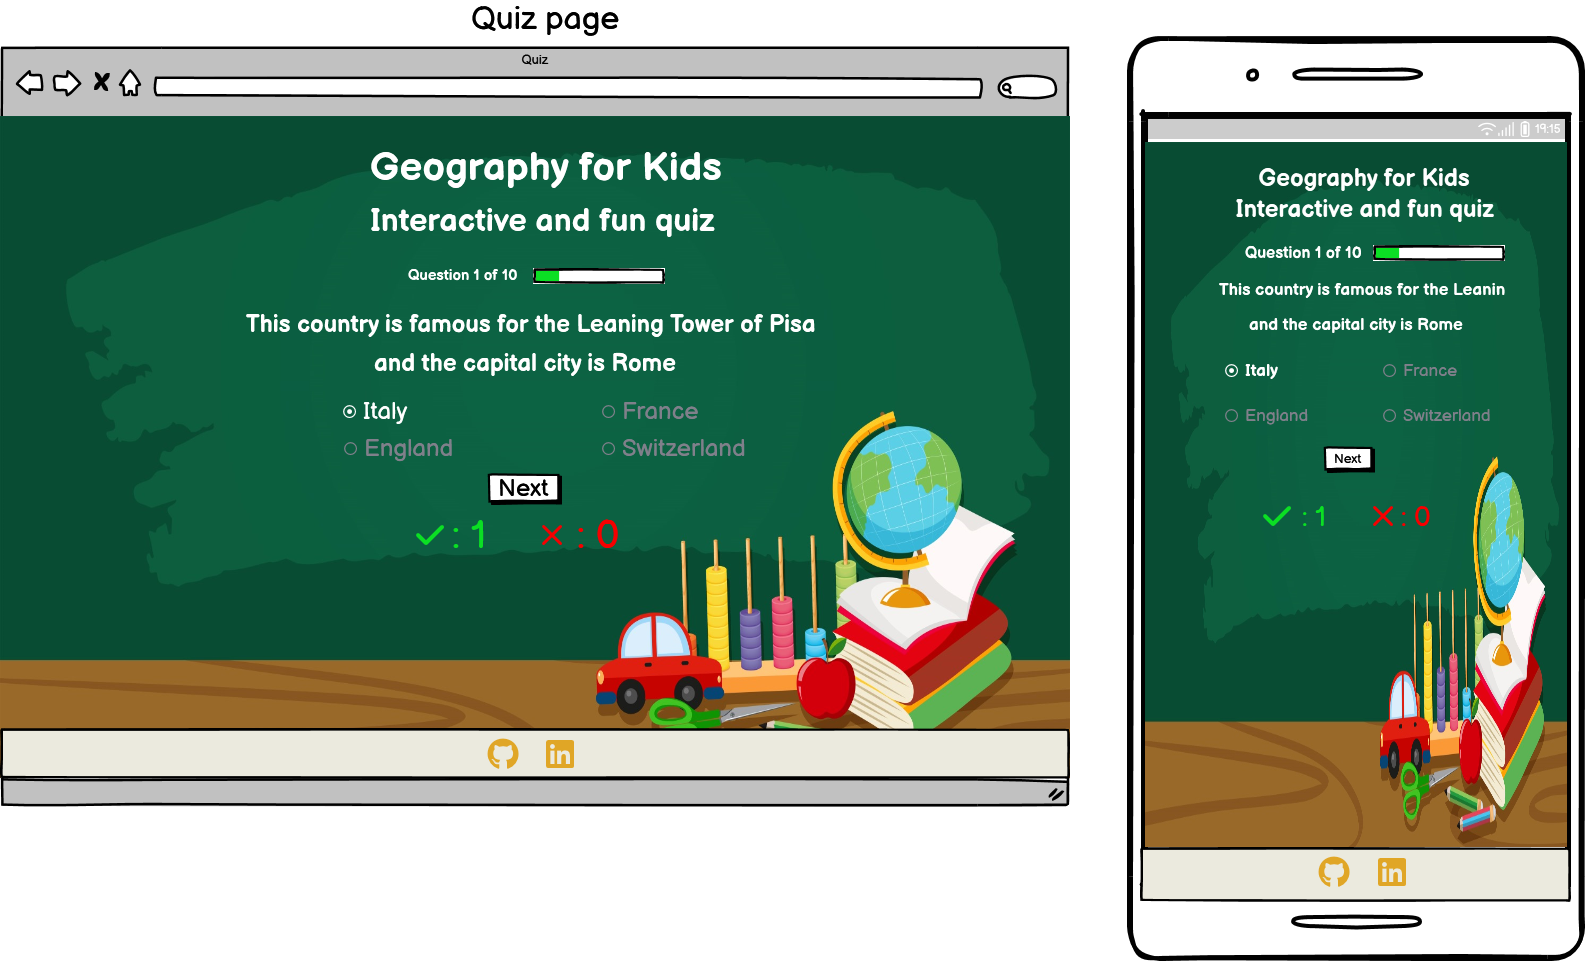 Quiz page
Quiz
Geography for Kids
Interactive and fun quiz
Question 1 of 10
This country is famous for the Leaning Tower of Pisa
and the capital city is Rome
Italy
France
England
Switzerland
Next
: 1
: 0
in
19:15
Geography for Kids
Interactive and fun quiz
Question 1 of 10
This country is famous for the Leanin
and the capital city is Rome
Italy
France
England
Switzerland
Next
: 1
: 0
in